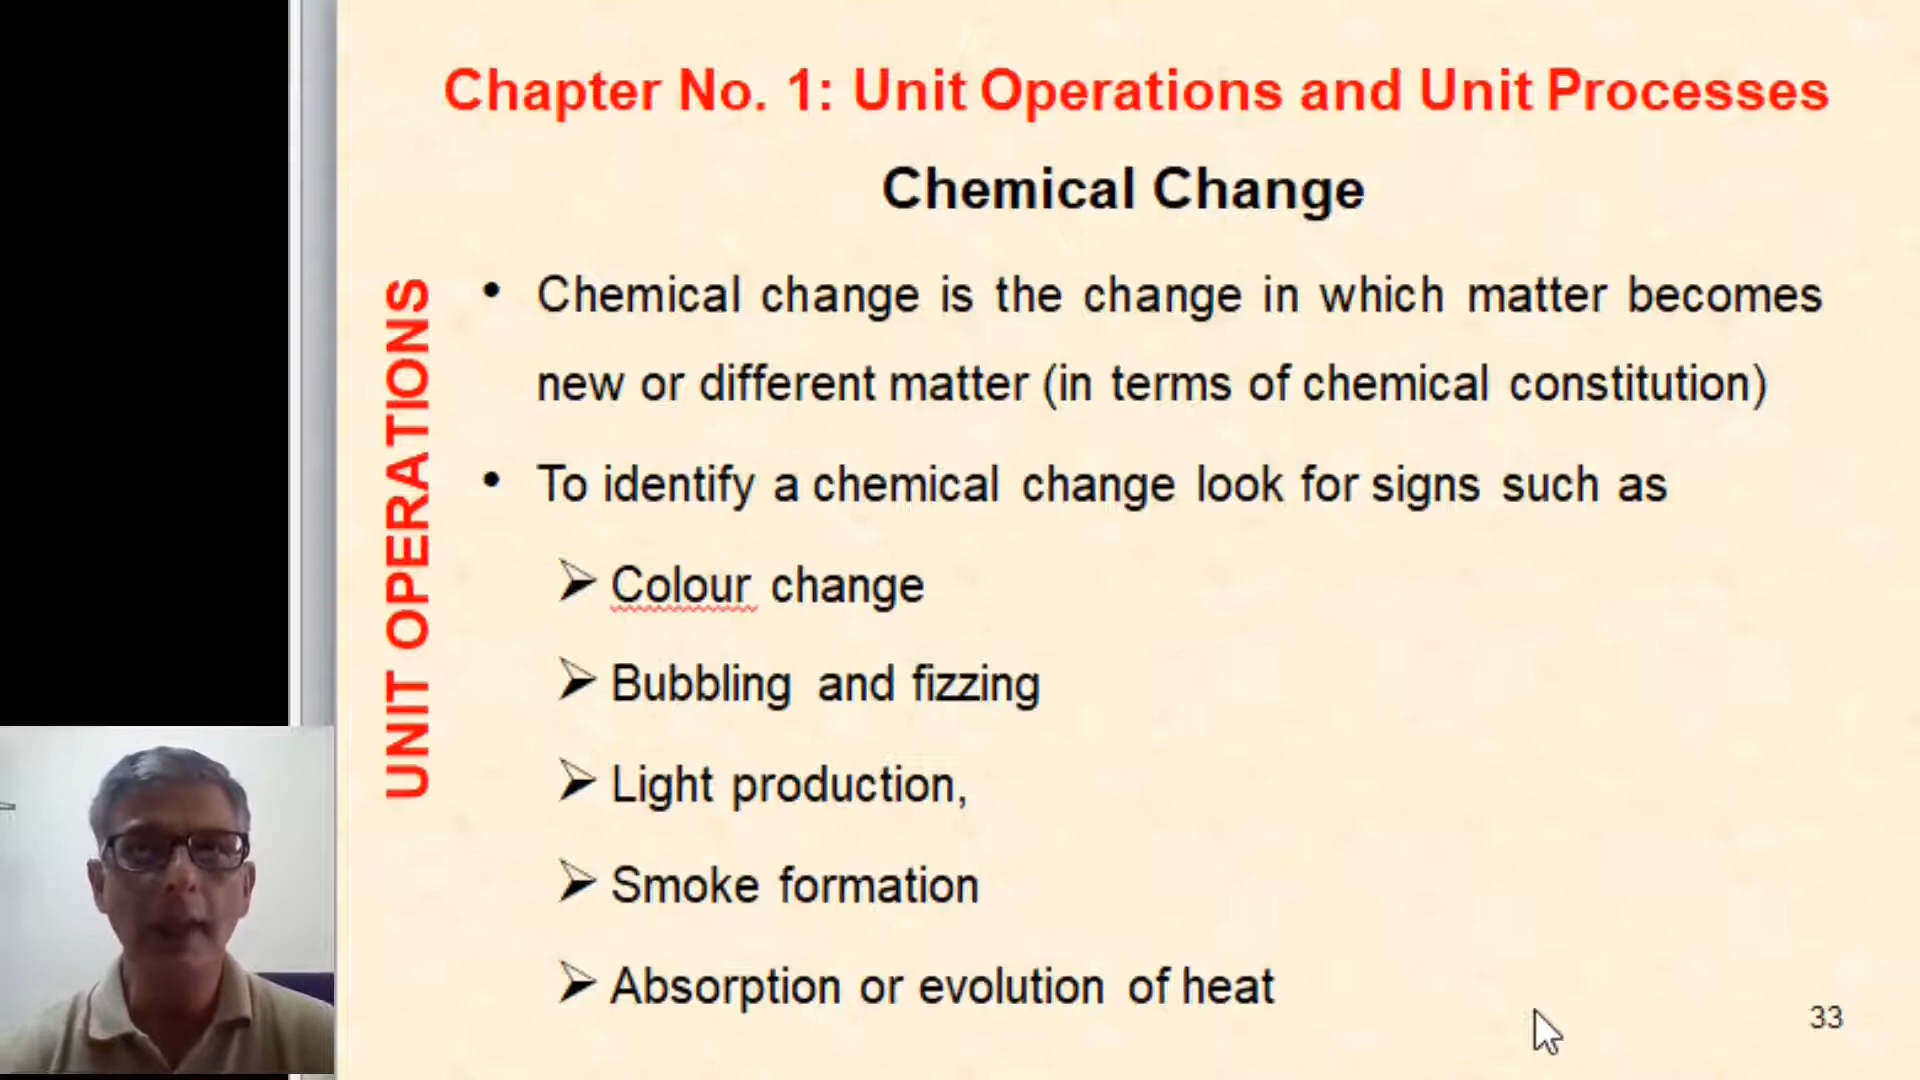 Chapter No. 1: Unit Operations and Unit Processes
Chemical Change
UNIT OPERATIONS
• Chemical change is the change in which matter becomes
new or different matter (in terms of chemical constitution)
• To identify a chemical change look for signs such as
➢ Colour change
➢ Bubbling and fizzing
➢ Light production,
➢ Smoke formation
➢ Absorption or evolution of heat
33